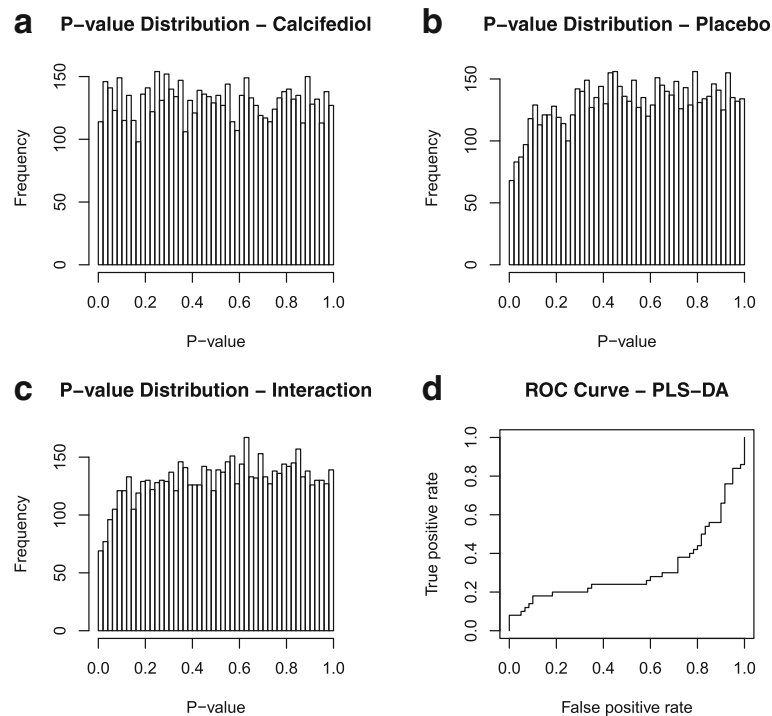 a P−value Distribution − Calcifediol
150
100
50
0
Frequency
0.0 0.2 0.4 0.6 0.8 1.0
P−value
b P−value Distribution − Placebo
150
100
50
0
Frequency
0.0 0.2 0.4 0.6 0.8 1.0
P−value
c P−value Distribution − Interaction
150
100
50
0
Frequency
0.0 0.2 0.4 0.6 0.8 1.0
P−value
d ROC Curve − PLS−DA
1.0
0.8
0.6
0.4
0.2
0.0
True positive rate
0.0 0.2 0.4 0.6 0.8 1.0
False positive rate